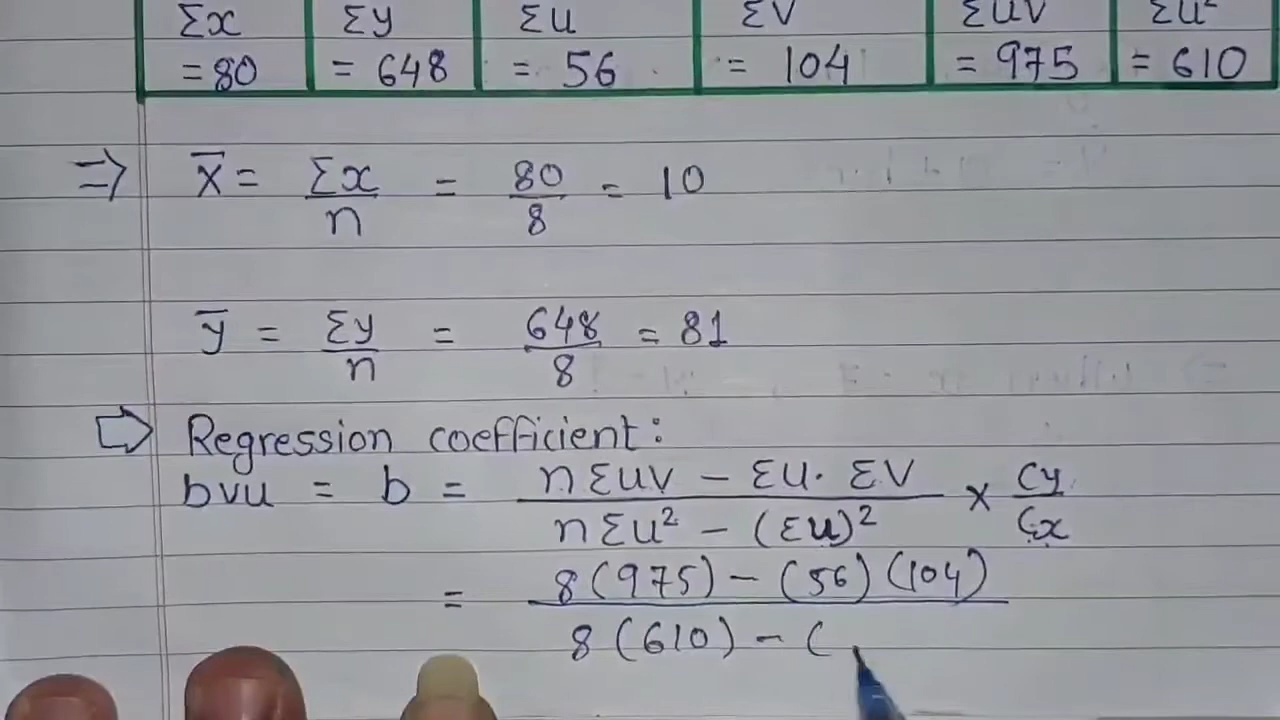 Σx Σy Σu Σv Σuv Σu²
= 80 = 648 = 56 = 104 = 975 = 610
⇒ x̅ = Σx/n = 80/8 = 10
y̅ = Σy/n = 648/8 = 81
⇨ Regression coefficient:
bvu = b = nΣuv - Σu. Σv / nΣu² - (Σu)² × Cy/Cx
= 8(975) - (56)(104) / 8(610) - (